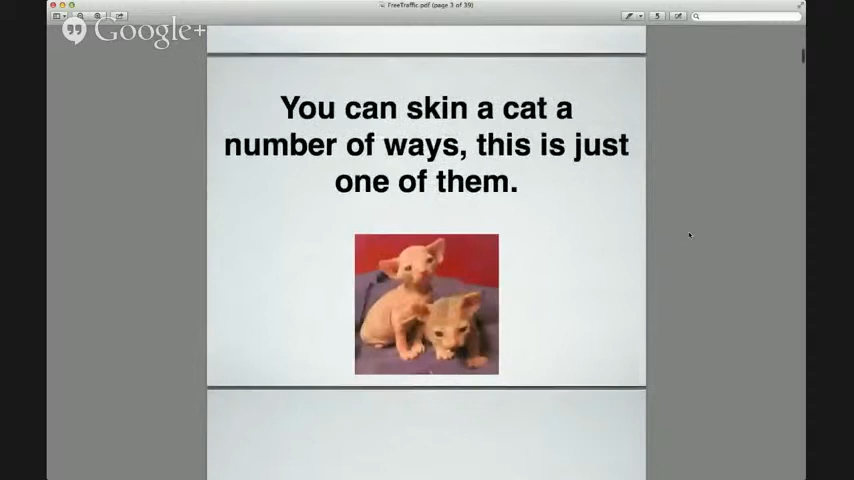 FreeTraffic.pdf (page 3 of 39)
Google+
You can skin a cat a
number of ways, this is just
one of them.